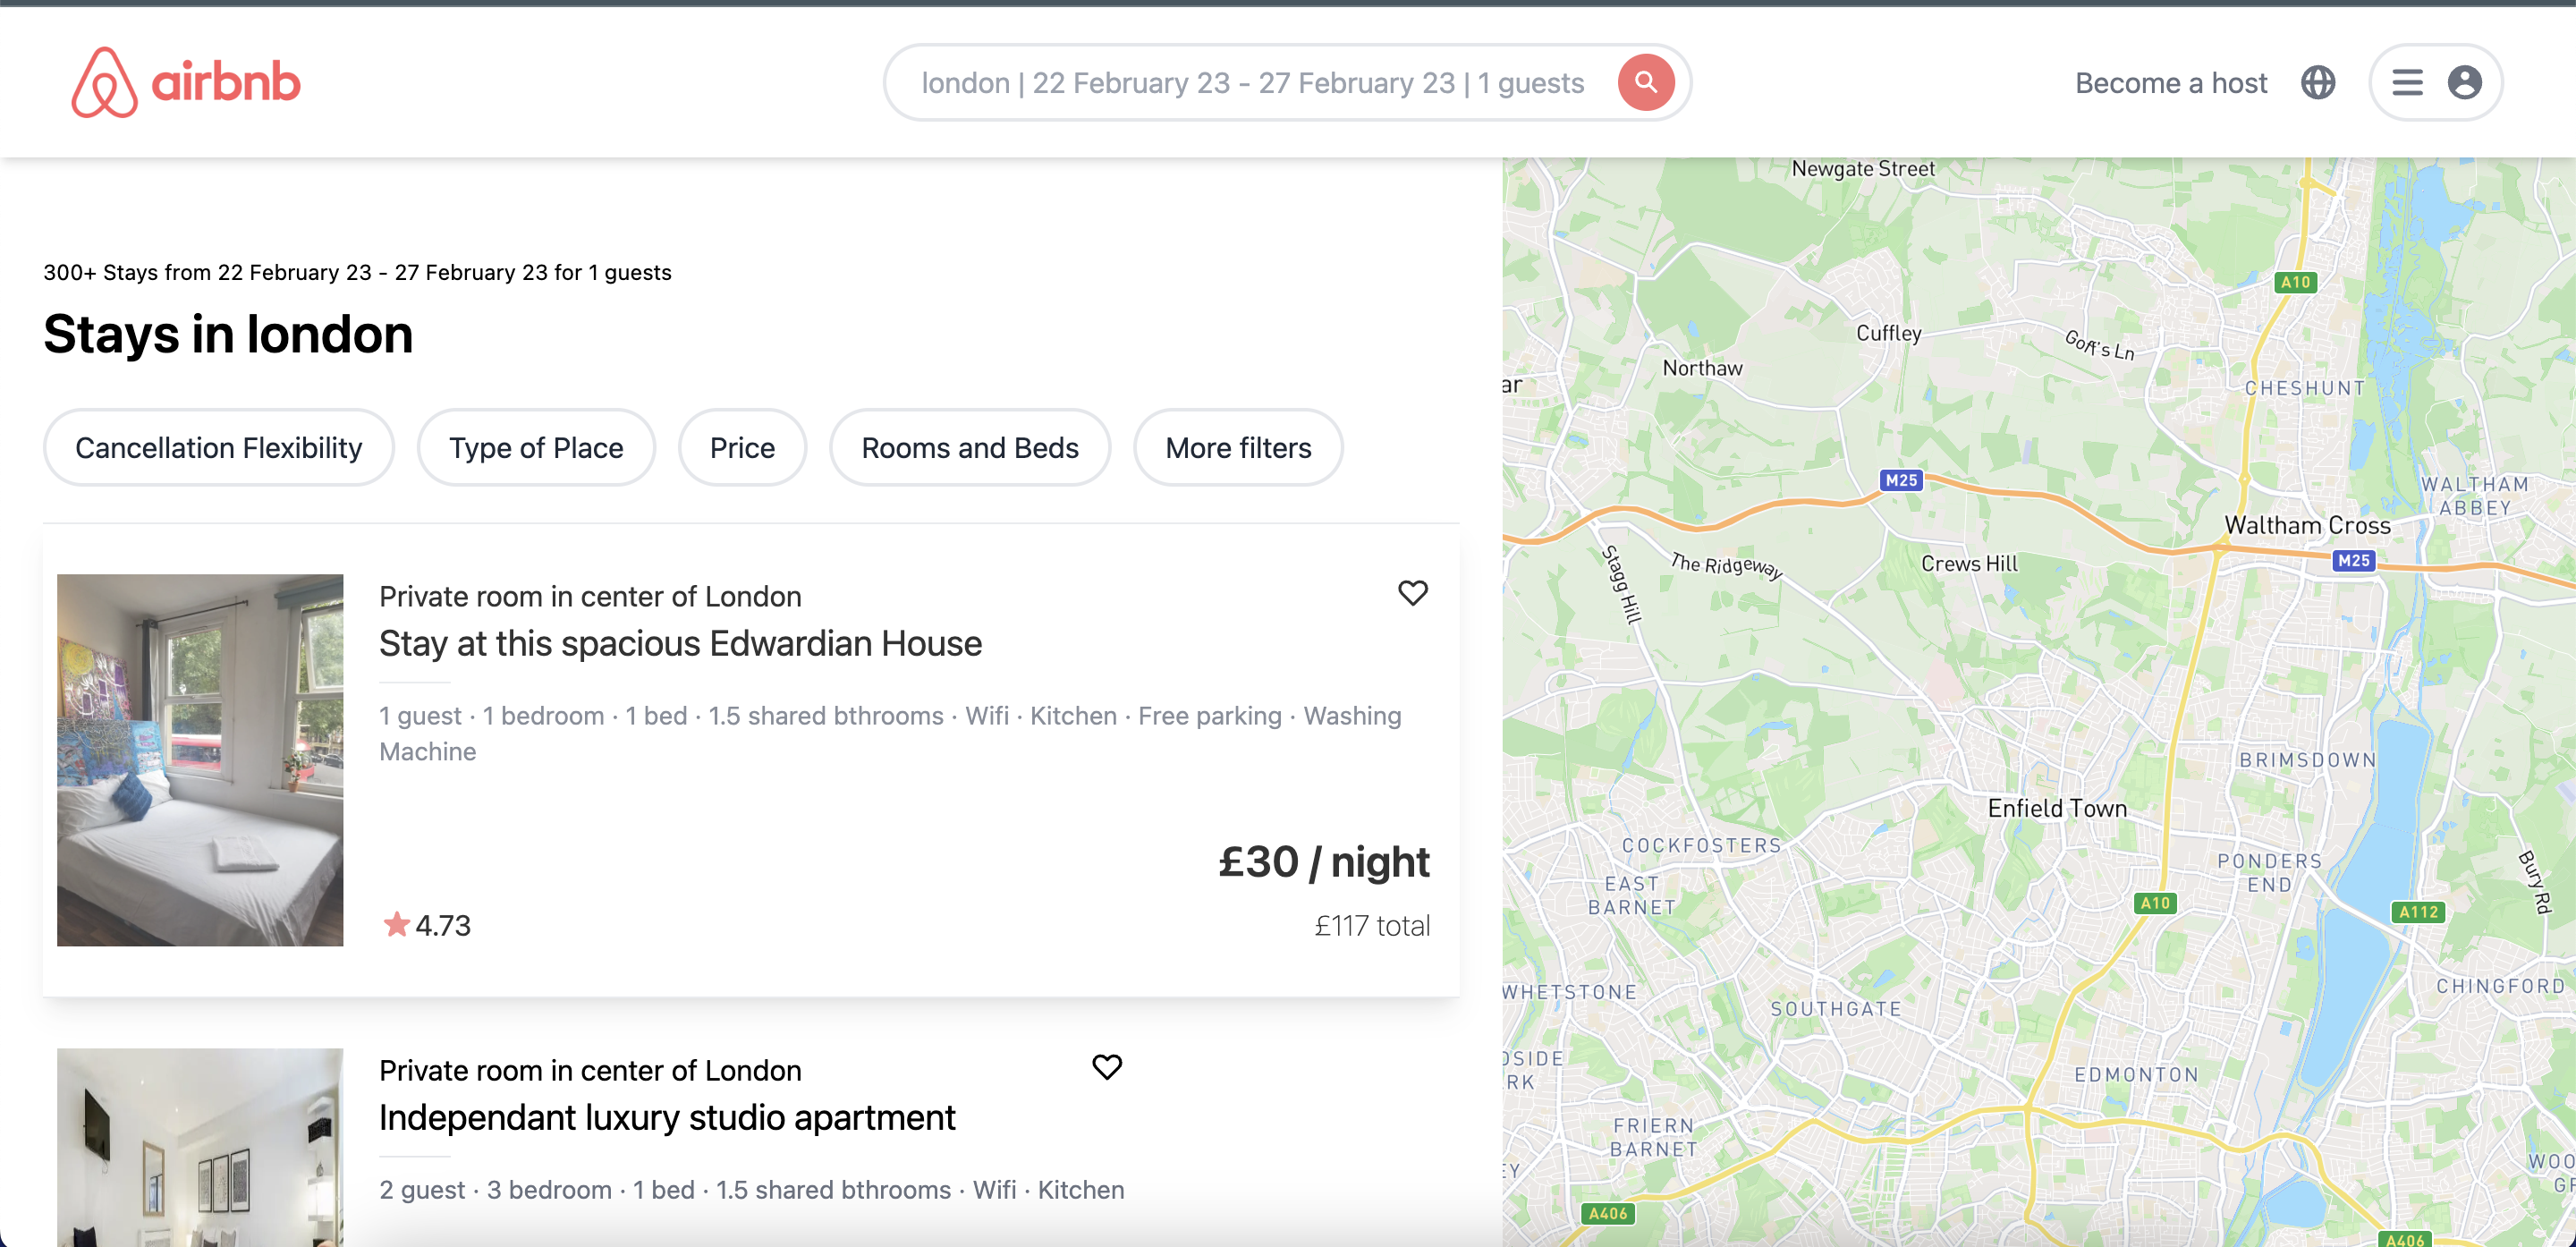 airbnb
london | 22 February 23 - 27 February 23 | 1 guests
Become a host
300+ Stays from 22 February 23 - 27 February 23 for 1 guests
Stays in london
Cancellation Flexibility
Type of Place
Price
Rooms and Beds
More filters
Private room in center of London
Stay at this spacious Edwardian House
1 guest · 1 bedroom · 1 bed · 1.5 shared bthrooms · Wifi · Kitchen · Free parking · Washing
Machine
£30 / night
4.73
£117 total
Private room in center of London
Independant luxury studio apartment
2 guest · 3 bedroom · 1 bed · 1.5 shared bthrooms · Wifi · Kitchen
Newgate Street
A10
Cuffley
Goff's Ln
Northaw
ar
CHESHUNT
M25
WALTHAM
ABBEY
Waltham Cross
M25
Stagg Hill
The Ridgeway
Crews Hill
BRIMSDOWN
Enfield Town
COCKFOSTERS
PONDERS
END
EAST
BARNET
Bury Rd
A10
A112
WHETSTONE
SOUTHGATE
CHINGFORD
DSIDE
RK
EDMONTON
FRIERN
BARNET
EY
WOO
GR
A406
A406